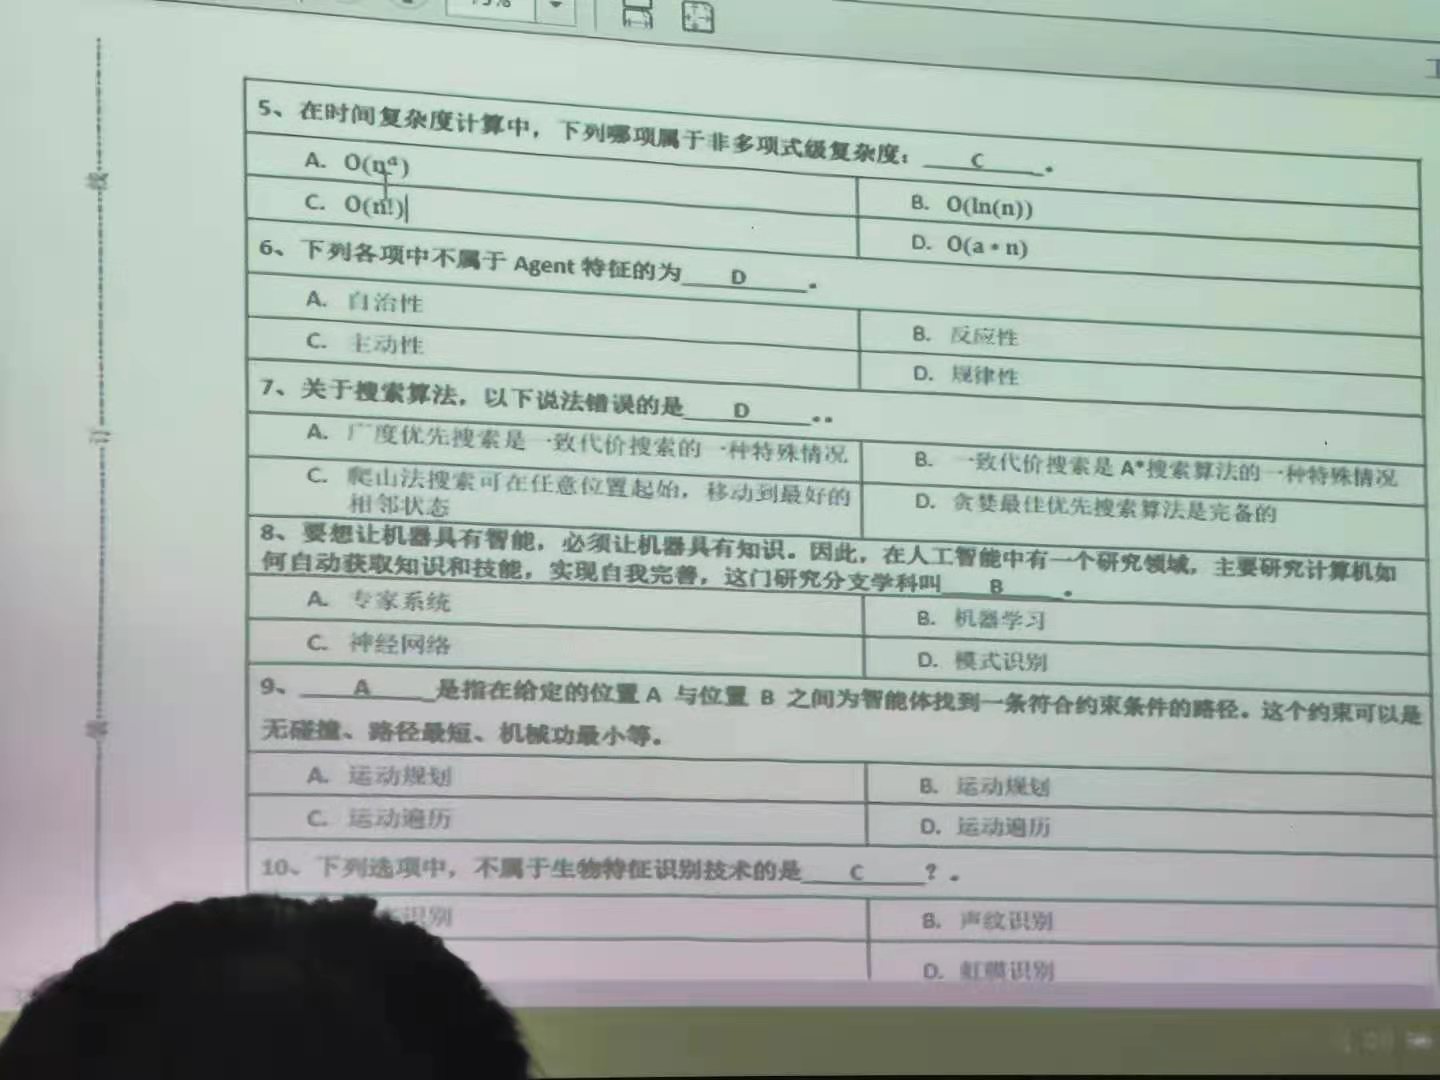 75%
5、在时间复杂度计算中，下列哪项属于非多项式级复杂度：C。
A. O(nᵅ)
B. O(ln(n))
C. O(n!)
D. O(a*n)
6、下列各项中不属于 Agent 特征的为D。
A. 自治性
B. 反应性
C. 主动性
D. 规律性
7、关于搜索算法，以下说法错误的是D。。
A. 广度优先搜索是一致代价搜索的一种特殊情况
B. 一致代价搜索是 A*搜索算法的一种特殊情况
C. 爬山法搜索可在任意位置起始，移动到最好的
相邻状态
D. 贪婪最佳优先搜索算法是完备的
8、要想让机器具有智能，必须让机器具有知识。因此，在人工智能中有一个研究领域，主要研究计算机如
何自动获取知识和技能，实现自我完善，这门研究分支学科叫B。
A. 专家系统
B. 机器学习
C. 神经网络
D. 模式识别
9、A是指在给定的位置 A 与位置 B 之间为智能体找到一条符合约束条件的路径。这个约束可以是
无碰撞、路径最短、机械功最小等。
A. 运动规划
B. 运动规划
C. 运动遍历
D. 运动遍历
10、下列选项中，不属于生物特征识别技术的是C？。
识别
B. 声纹识别
D. 虹膜识别
线
订